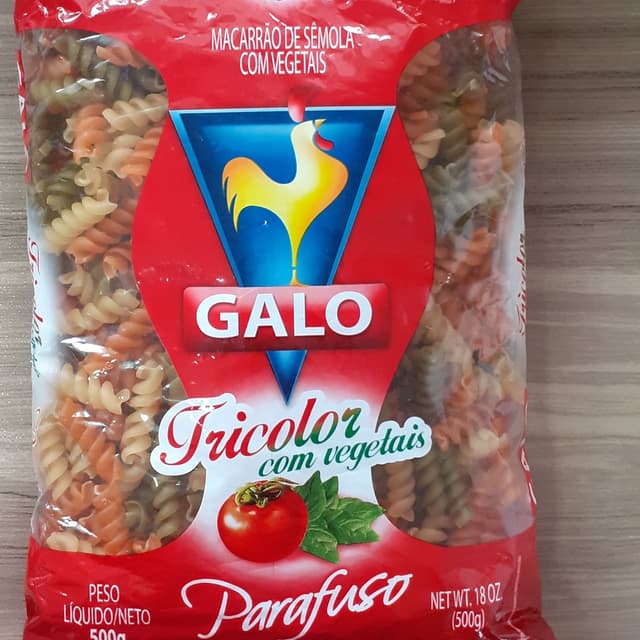 MACARRÃO DE SÊMOLA
COM VEGETAIS
GALO
Tricolor
com vegetais
Parafuso
PESO
LÍQUIDO/NETO
500g
NET WT. 18 OZ
(500g)
Tricolor